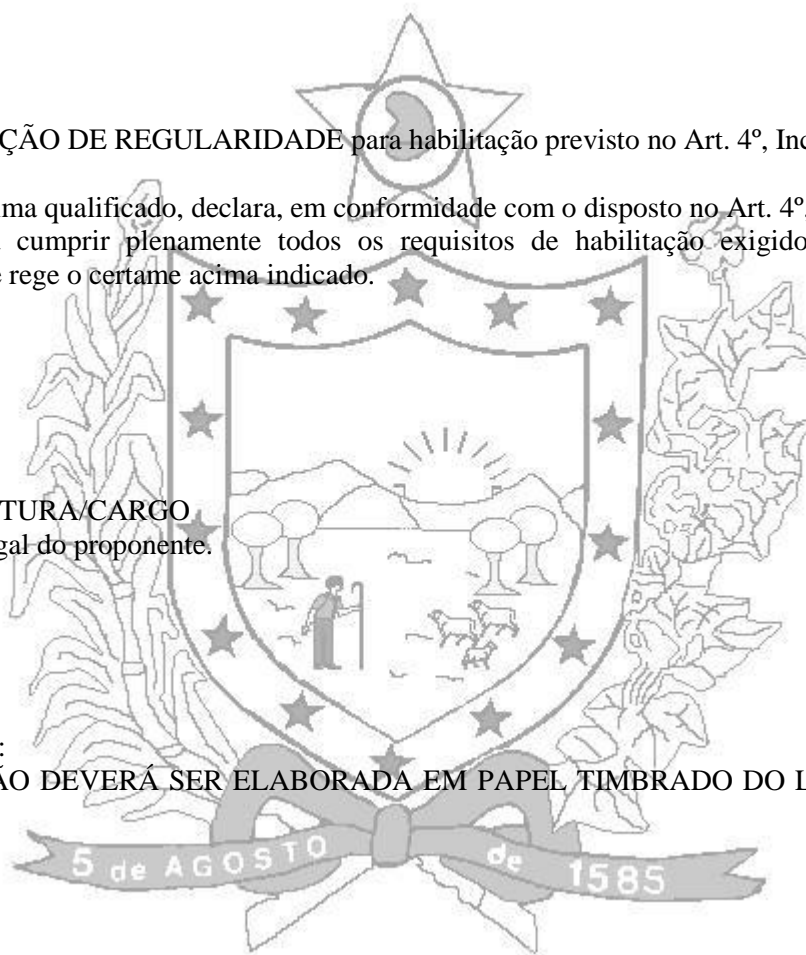 ÇÃO DE REGULARIDADE para habilitação previsto no Art. 4º, Inc
ma qualificado, declara, em conformidade com o disposto no Art. 4º,
cumprir plenamente todos os requisitos de habilitação exigido
rege o certame acima indicado.
TURA/CARGO
gal do proponente.
:
ÃO DEVERÁ SER ELABORADA EM PAPEL TIMBRADO DO L
5 de AGOSTO de 1585